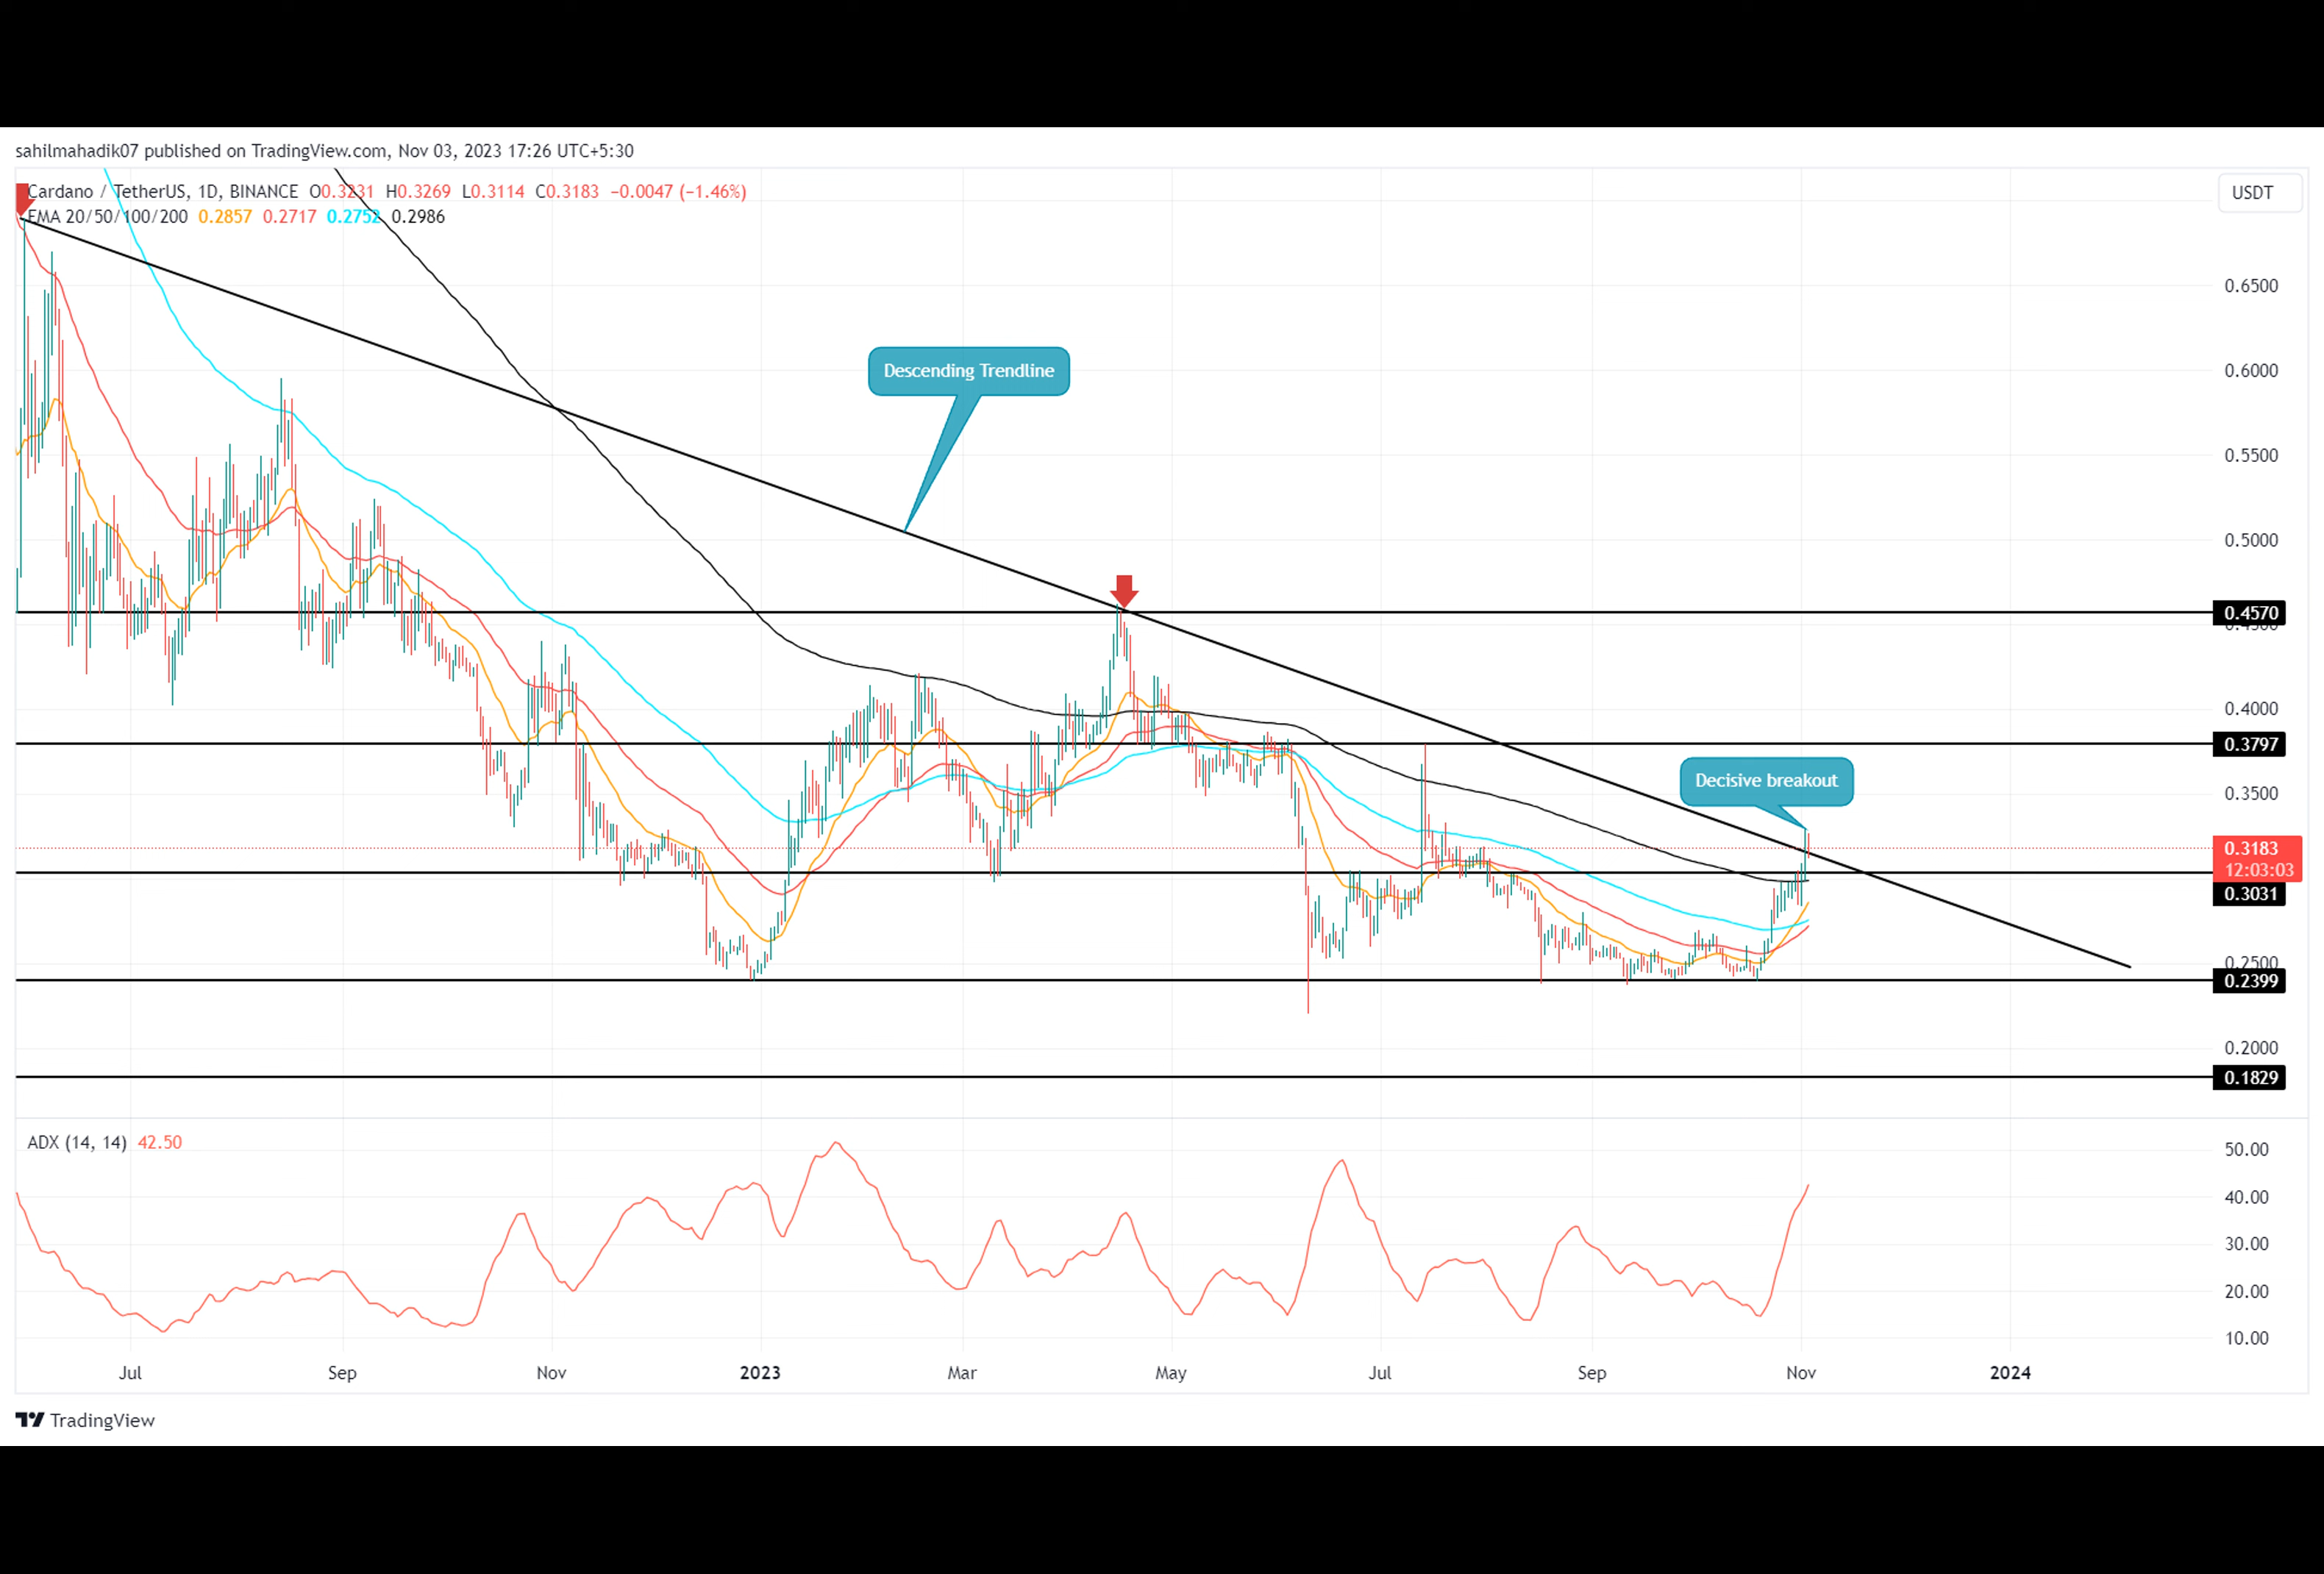 sahilmahadik07 published on TradingView.com, Nov 03, 2023 17:26 UTC+5:30
Cardano / TetherUS, 1D, BINANCE O0.3231 H0.3269 L0.3114 C0.3183 −0.0047 (−1.46%)
USDT
EMA 20/50/100/200 0.2857 0.2717 0.2752 0.2986
0.6500
Descending Trendline
0.6000
0.5500
0.5000
0.4570
0.4500
0.4000
0.3797
Decisive breakout
0.3500
0.3183
12:03:03
0.3031
0.2500
0.2399
0.2000
0.1829
ADX (14, 14) 42.50
50.00
40.00
30.00
20.00
10.00
Jul Sep Nov 2023 Mar May Jul Sep Nov 2024
TradingView